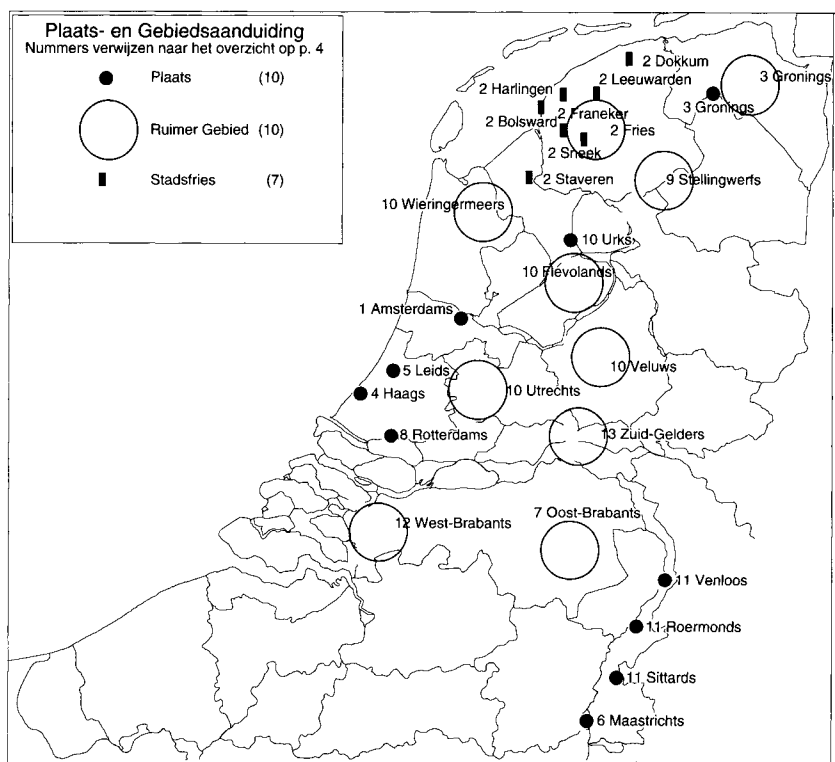 Plaats- en Gebiedsaanduiding
Nummers verwijzen naar het overzicht op p. 4
Plaats (10)
Ruimer Gebied (10)
Stadsfries (7)
2 Dokkum
2 Leeuwarden
3 Gronings
2 Harlingen
3 Gronings
2 Franeker
2 Bolsward
2 Fries
2 Sneek
2 Staveren
9 Stellingwerfs
10 Wieringermeers
10 Urks
10 Flevolands
1 Amsterdams
10 Veluws
5 Leids
10 Utrechts
4 Haags
8 Rotterdams
13 Zuid-Gelders
7 Oost-Brabants
12 West-Brabants
11 Venloos
11 Roermonds
11 Sittards
6 Maastrichts